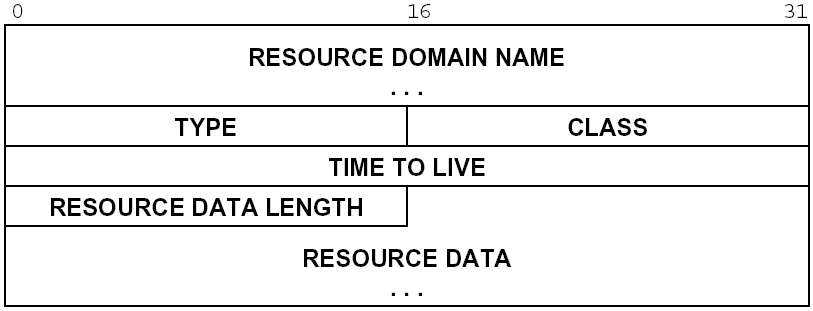 0 16 31
RESOURCE DOMAIN NAME
. . .
TYPE CLASS
TIME TO LIVE
RESOURCE DATA LENGTH
RESOURCE DATA
. . .